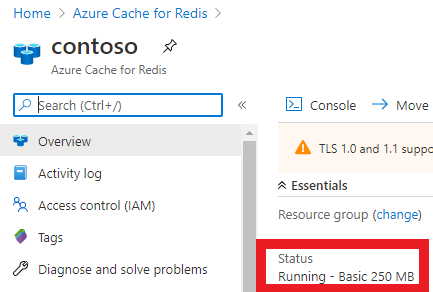 Home > Azure Cache for Redis >
contoso
Azure Cache for Redis
Search (Ctrl+/)
«
Console
Move
Overview
TLS 1.0 and 1.1 suppo
Activity log
Essentials
Access control (IAM)
Resource group (change)
Tags
Status
Diagnose and solve problems
Running - Basic 250 MB